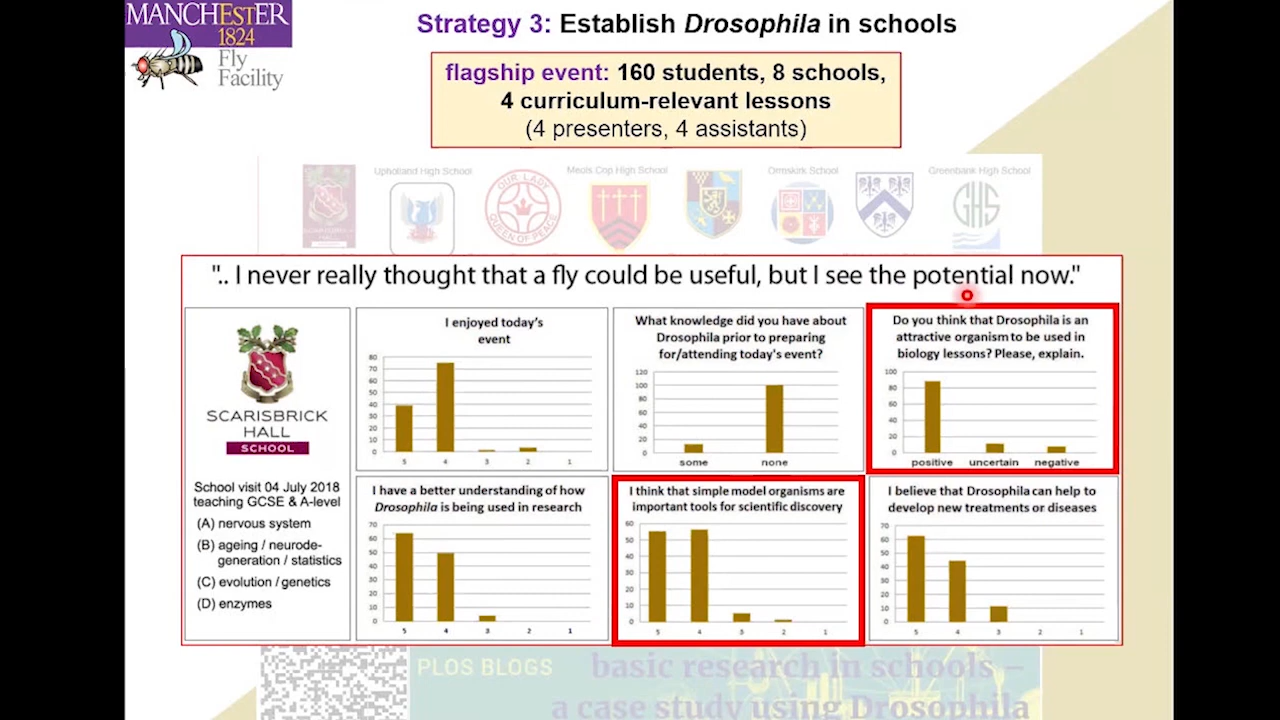 MANCHESTER
1824
Fly
Facility
Strategy 3: Establish Drosophila in schools
flagship event: 160 students, 8 schools,
4 curriculum-relevant lessons
(4 presenters, 4 assistants)
Upholland High School
Meols Cop High School
Ormskirk School
Greenbank High School
OUR LADY
QUEEN OF PEACE
GHS
".. I never really thought that a fly could be useful, but I see the potential now."
SCARISBRICK
HALL
SCHOOL
School visit 04 July 2018
teaching GCSE & A-level
(A) nervous system
(B) ageing / neurode-
generation / statistics
(C) evolution / genetics
(D) enzymes
I enjoyed today's
event
80
70
60
50
40
30
20
10
0
5 4 3 2 1
What knowledge did you have about
Drosophila prior to preparing
for/attending today's event?
120
100
80
60
40
20
0
some none
Do you think that Drosophila is an
attractive organism to be used in
biology lessons? Please, explain.
100
80
60
40
20
0
positive uncertain negative
I have a better understanding of how
Drosophila is being used in research
70
60
50
40
30
20
10
0
5 4 3 2 1
I think that simple model organisms are
important tools for scientific discovery
60
50
40
30
20
10
0
5 4 3 2 1
I believe that Drosophila can help to
develop new treatments or diseases
70
60
50
40
30
20
10
0
5 4 3 2 1
PLOS BLOGS
basic research in schools –
a case study using Drosophila